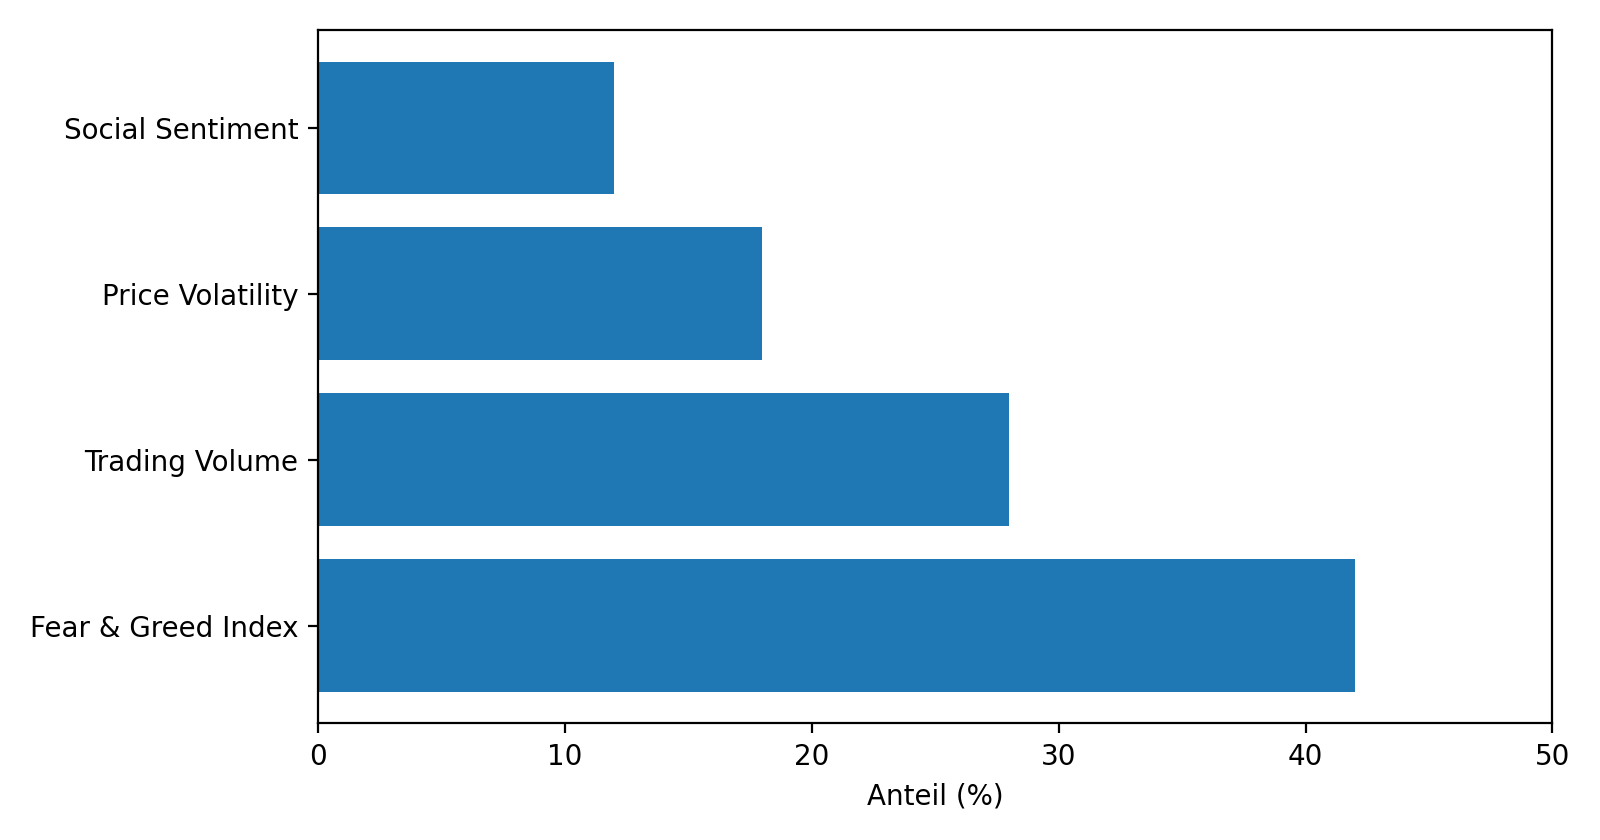 Social Sentiment
Price Volatility
Trading Volume
Fear & Greed Index
0 10 20 30 40 50
Anteil (%)